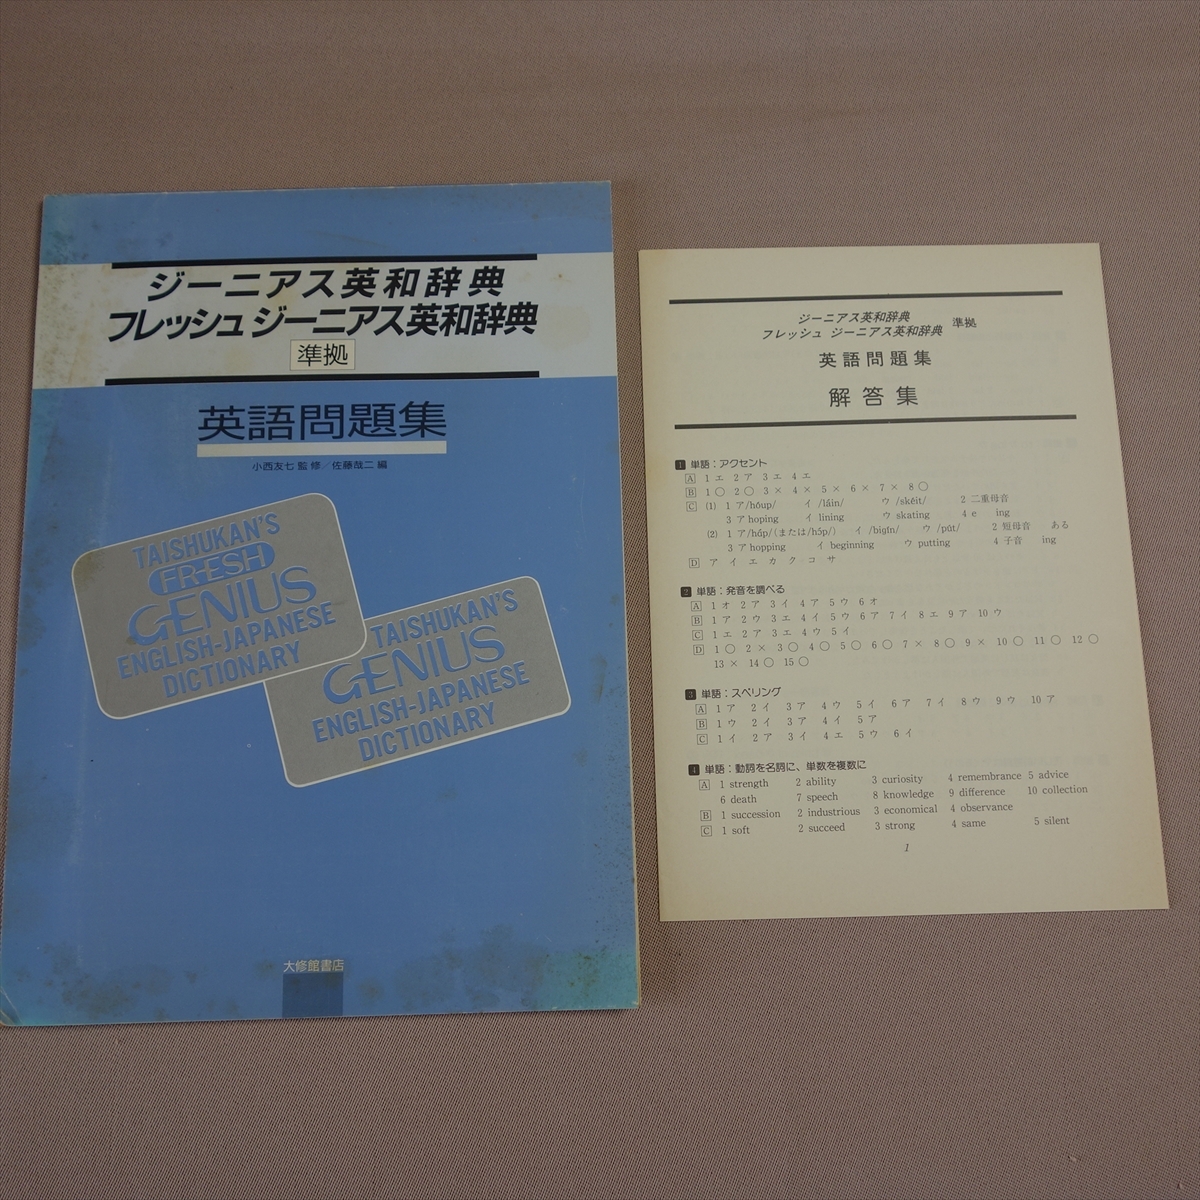 ジーニアス英和辞典
フレッシュ ジーニアス英和辞典
準拠
英語問題集
小西友七 監修/佐藤哉二 編
TAISHUKAN'S
FRESH
GENIUS
ENGLISH-JAPANESE
DICTIONARY
TAISHUKAN'S
GENIUS
ENGLISH-JAPANESE
DICTIONARY
大修館書店
ジーニアス英和辞典
フレッシュ ジーニアス英和辞典 準拠
英語問題集
解答集
1 単語：アクセント
A 1 エ 2 ア 3 エ 4 エ
B 1 ○ 2 ○ 3 × 4 × 5 × 6 × 7 × 8 ○
C (1) 1 ア/hóup/ イ /láin/ ウ /skéit/ 2 二重母音
3 ア hoping イ lining ウ skating 4 e ing
(2) 1 ア/háp/(または/hɔ́p/) イ /bigín/ ウ /pút/ 2 短母音 ある
3 ア hopping イ beginning ウ putting 4 子音 ing
D ア イ エ カ ク コ サ
2 単語：発音を調べる
A 1 オ 2 ア 3 イ 4 ア 5 ウ 6 オ
B 1 ア 2 ウ 3 エ 4 イ 5 ウ 6 ア 7 イ 8 エ 9 ア 10 ウ
C 1 エ 2 ア 3 エ 4 ウ 5 イ
D 1 ○ 2 × 3 ○ 4 ○ 5 ○ 6 ○ 7 × 8 ○ 9 × 10 ○ 11 ○ 12 ○
13 × 14 ○ 15 ○
3 単語：スペリング
A 1 ア 2 イ 3 ア 4 ウ 5 イ 6 ア 7 イ 8 ウ 9 ウ 10 ア
B 1 ウ 2 イ 3 ア 4 イ 5 ア
C 1 イ 2 ア 3 イ 4 エ 5 ウ 6 イ
4 単語：動詞を名詞に、単数を複数に
A 1 strength 2 ability 3 curiosity 4 remembrance 5 advice
6 death 7 speech 8 knowledge 9 difference 10 collection
B 1 succession 2 industrious 3 economical 4 observance
C 1 soft 2 succeed 3 strong 4 same 5 silent
1